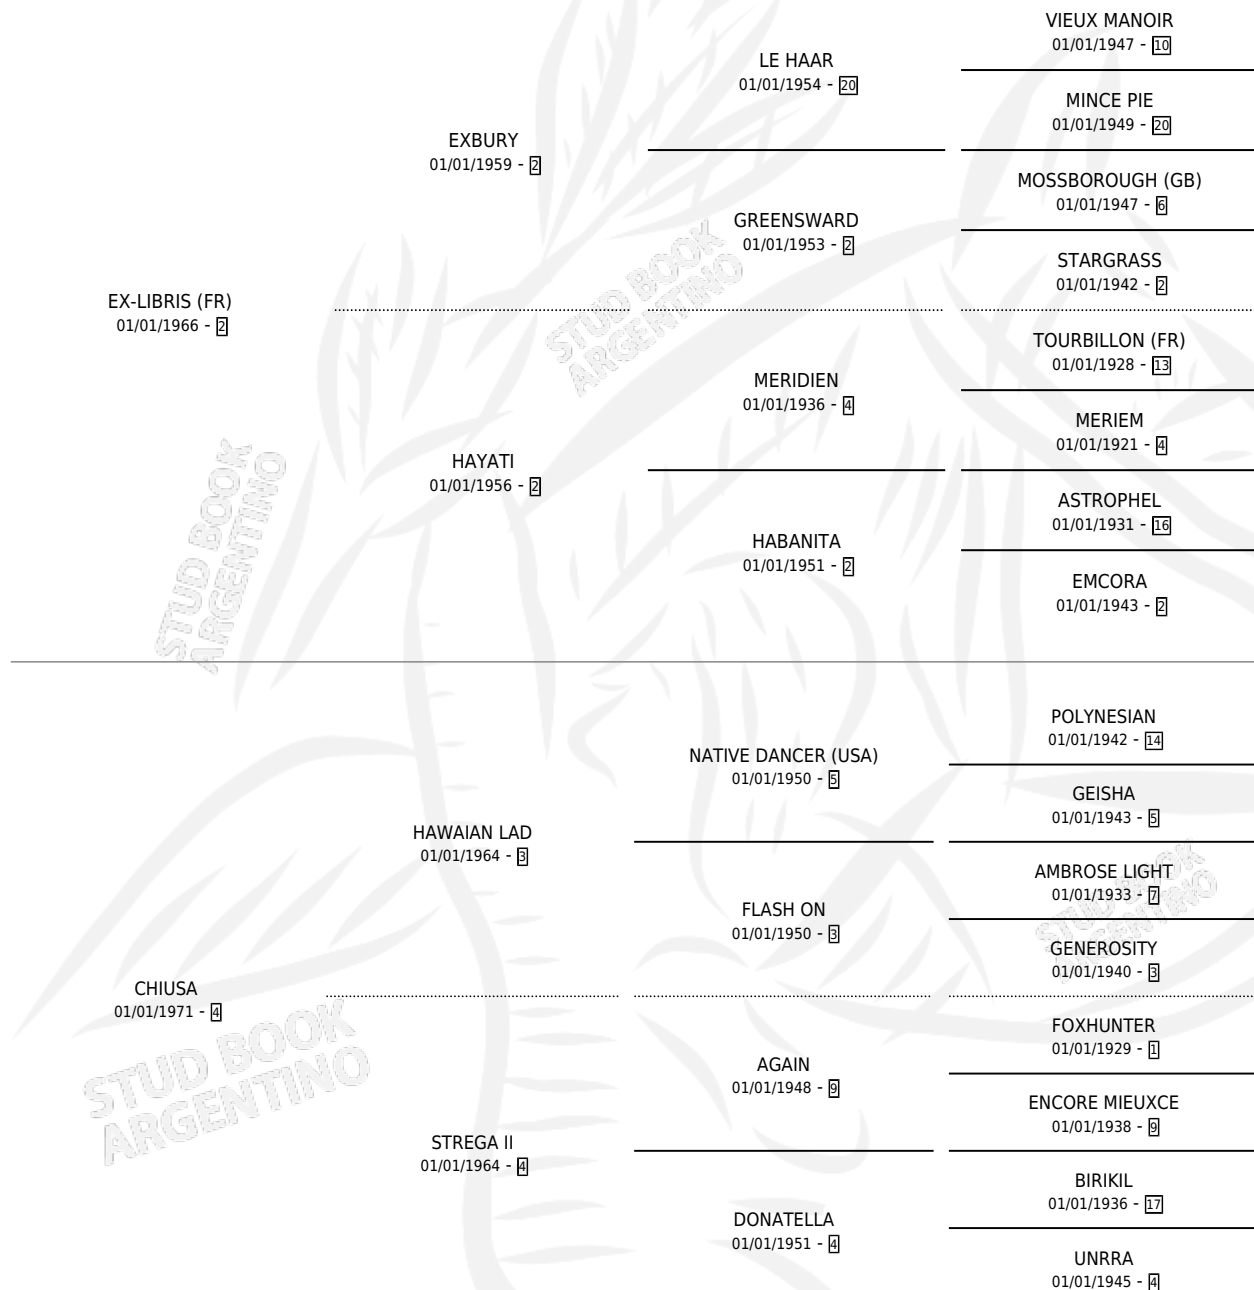 VIEUX MANOIR
01/01/1947 - 10
LE HAAR
01/01/1954 - 20
MINCE PIE
01/01/1949 - 20
EXBURY
01/01/1959 - 2
MOSSBOROUGH (GB)
01/01/1947 - 6
GREENSWARD
01/01/1953 - 2
STARGRASS
01/01/1942 - 2
EX-LIBRIS (FR)
01/01/1966 - 2
TOURBILLON (FR)
01/01/1928 - 13
MERIDIEN
01/01/1936 - 4
MERIEM
01/01/1921 - 4
HAYATI
01/01/1956 - 2
ASTROPHEL
01/01/1931 - 16
HABANITA
01/01/1951 - 2
EMCORA
01/01/1943 - 2
POLYNESIAN
01/01/1942 - 14
NATIVE DANCER (USA)
01/01/1950 - 5
GEISHA
01/01/1943 - 5
HAWAIAN LAD
01/01/1964 - 3
AMBROSE LIGHT
01/01/1933 - 7
FLASH ON
01/01/1950 - 3
GENEROSITY
01/01/1940 - 3
CHIUSA
01/01/1971 - 4
FOXHUNTER
01/01/1929 - 1
AGAIN
01/01/1948 - 9
ENCORE MIEUXCE
01/01/1938 - 9
STREGA II
01/01/1964 - 4
BIRIKIL
01/01/1936 - 17
DONATELLA
01/01/1951 - 4
UNRRA
01/01/1945 - 4
STUD BOOK
ARGENTINO
STUD BOOK
ARGENTINO
STUD BOOK
ARGENTINO
STUD BOOK
ARGENTINO